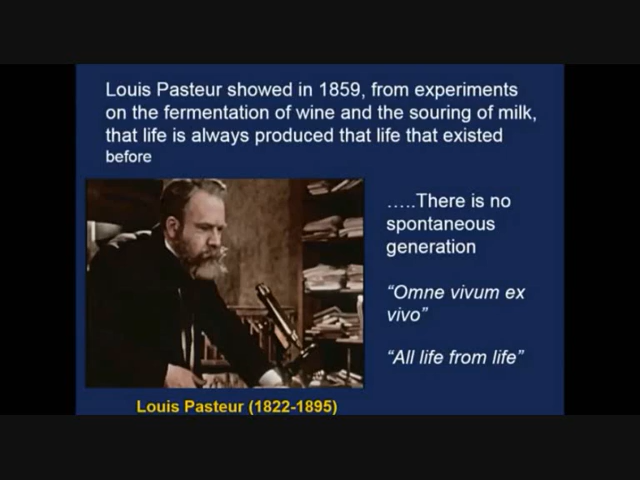 Louis Pasteur showed in 1859, from experiments
on the fermentation of wine and the souring of milk,
that life is always produced that life that existed
before
.....There is no
spontaneous
generation
“Omne vivum ex
vivo”
“All life from life”
Louis Pasteur (1822-1895)